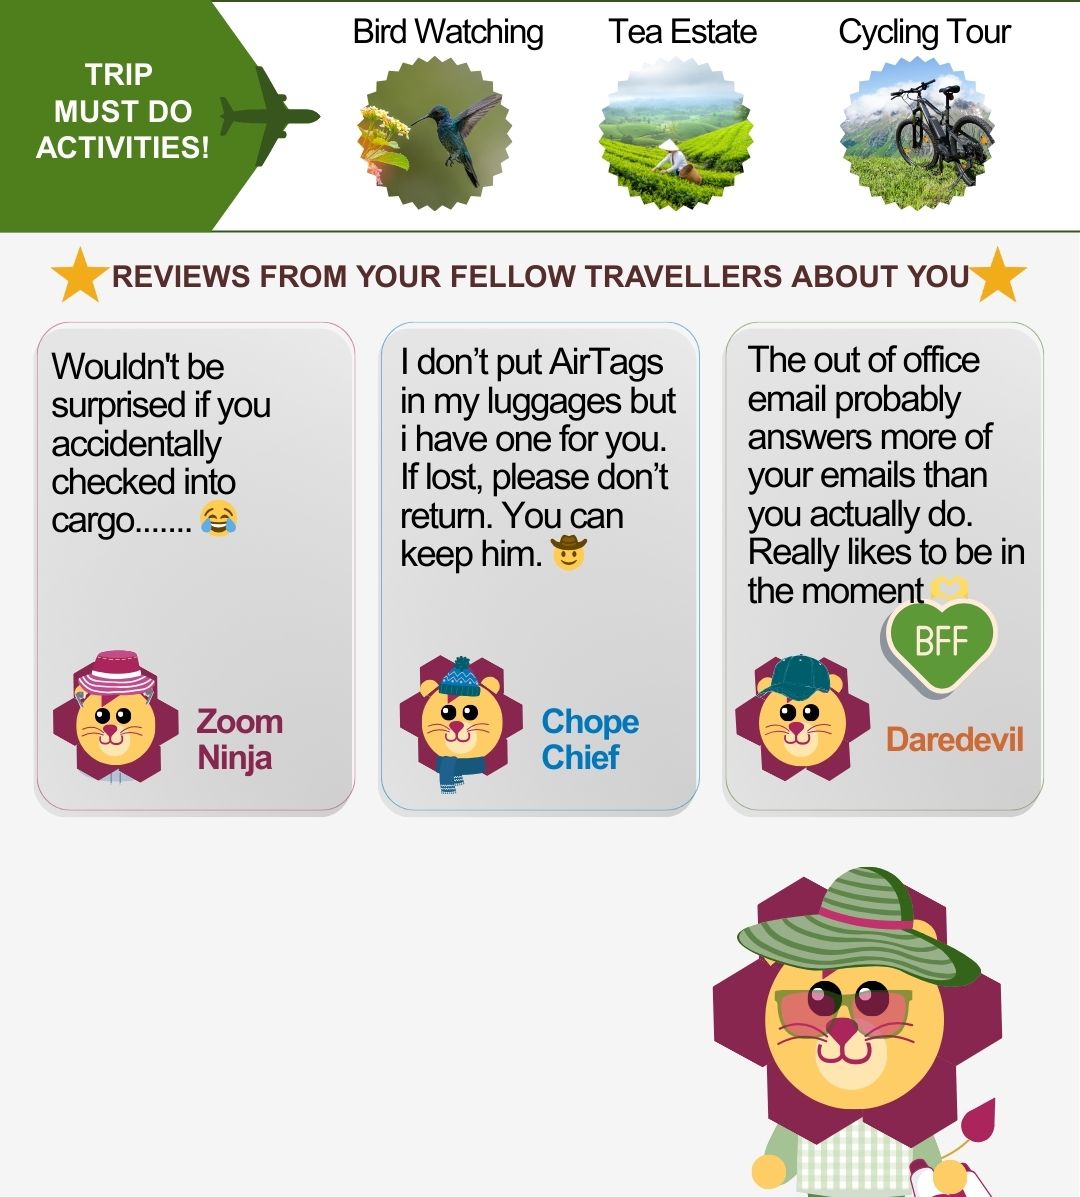 Bird Watching
Tea Estate
Cycling Tour
TRIP
MUST DO
ACTIVITIES!
REVIEWS FROM YOUR FELLOW TRAVELLERS ABOUT YOU
Wouldn't be
surprised if you
accidentally
checked into
cargo....... 😂
Zoom
Ninja
I don’t put AirTags
in my luggages but
i have one for you.
If lost, please don’t
return. You can
keep him. 🤠
Chope
Chief
The out of office
email probably
answers more of
your emails than
you actually do.
Really likes to be in
the moment 🫶
BFF
Daredevil